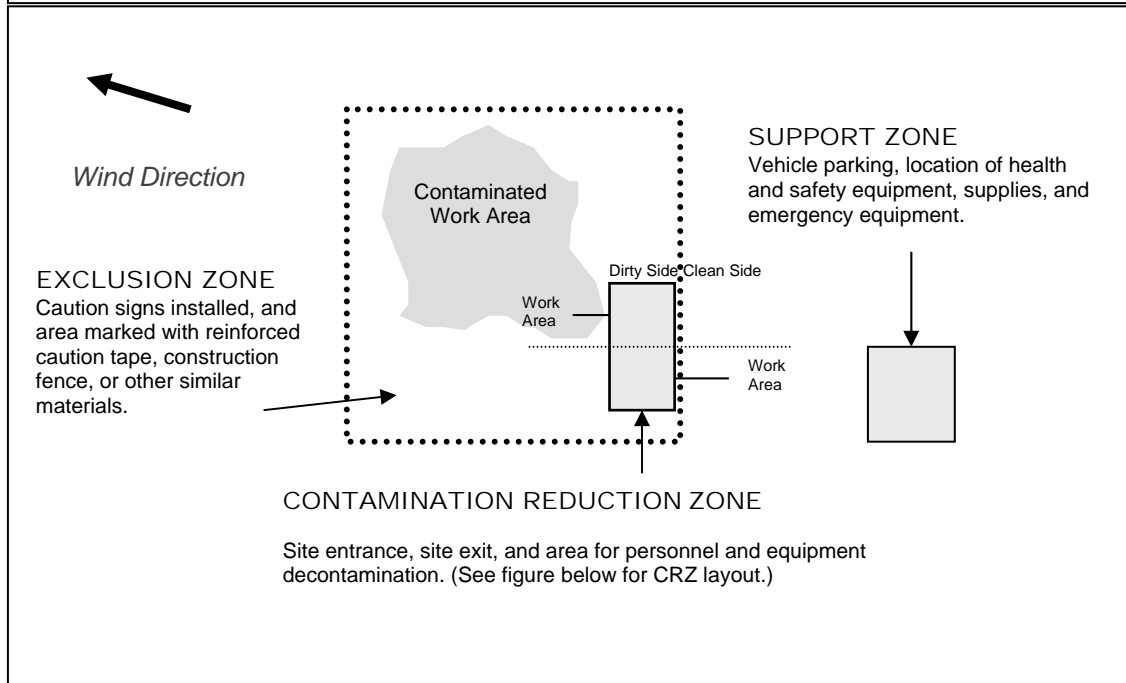 Wind Direction
Contaminated
Work Area
SUPPORT ZONE
Vehicle parking, location of health
and safety equipment, supplies, and
emergency equipment.
EXCLUSION ZONE
Caution signs installed, and
area marked with reinforced
caution tape, construction
fence, or other similar
materials.
Dirty Side Clean Side
Work
Area
Work
Area
CONTAMINATION REDUCTION ZONE
Site entrance, site exit, and area for personnel and equipment
decontamination. (See figure below for CRZ layout.)